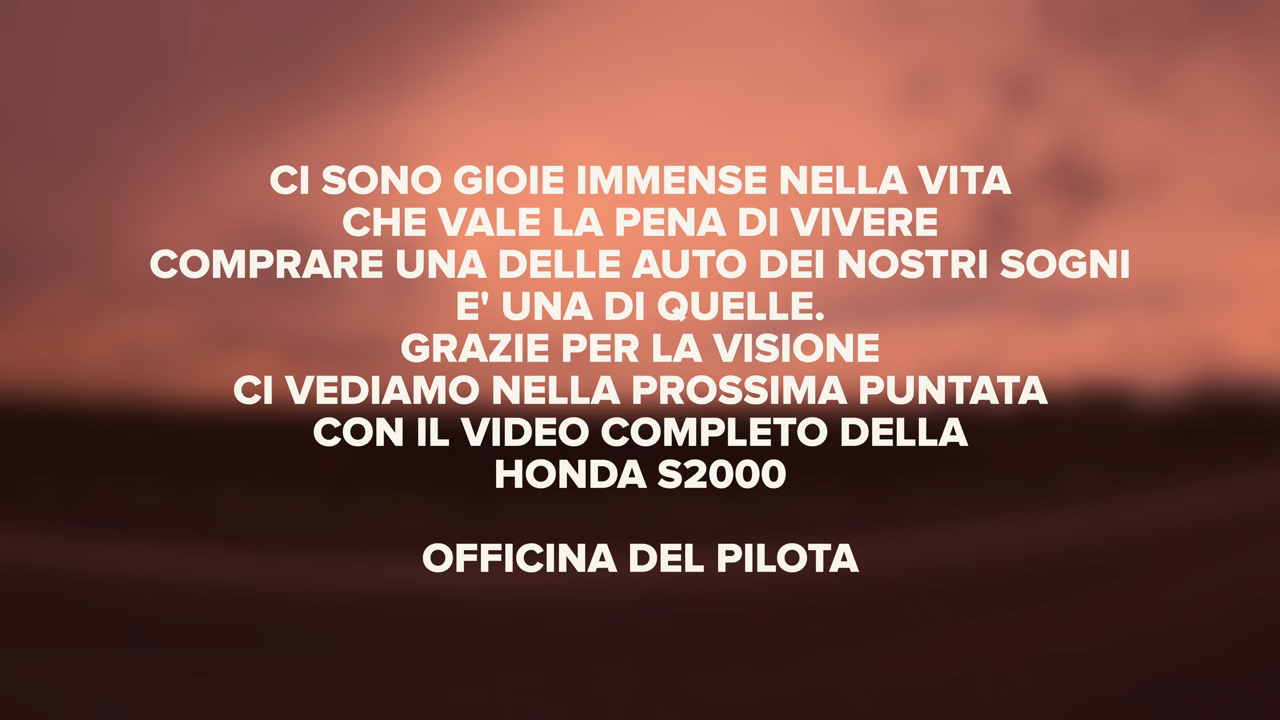 CI SONO GIOIE IMMENSE NELLA VITA
CHE VALE LA PENA DI VIVERE
COMPRARE UNA DELLE AUTO DEI NOSTRI SOGNI
E' UNA DI QUELLE.
GRAZIE PER LA VISIONE
CI VEDIAMO NELLA PROSSIMA PUNTATA
CON IL VIDEO COMPLETO DELLA
HONDA S2000
OFFICINA DEL PILOTA